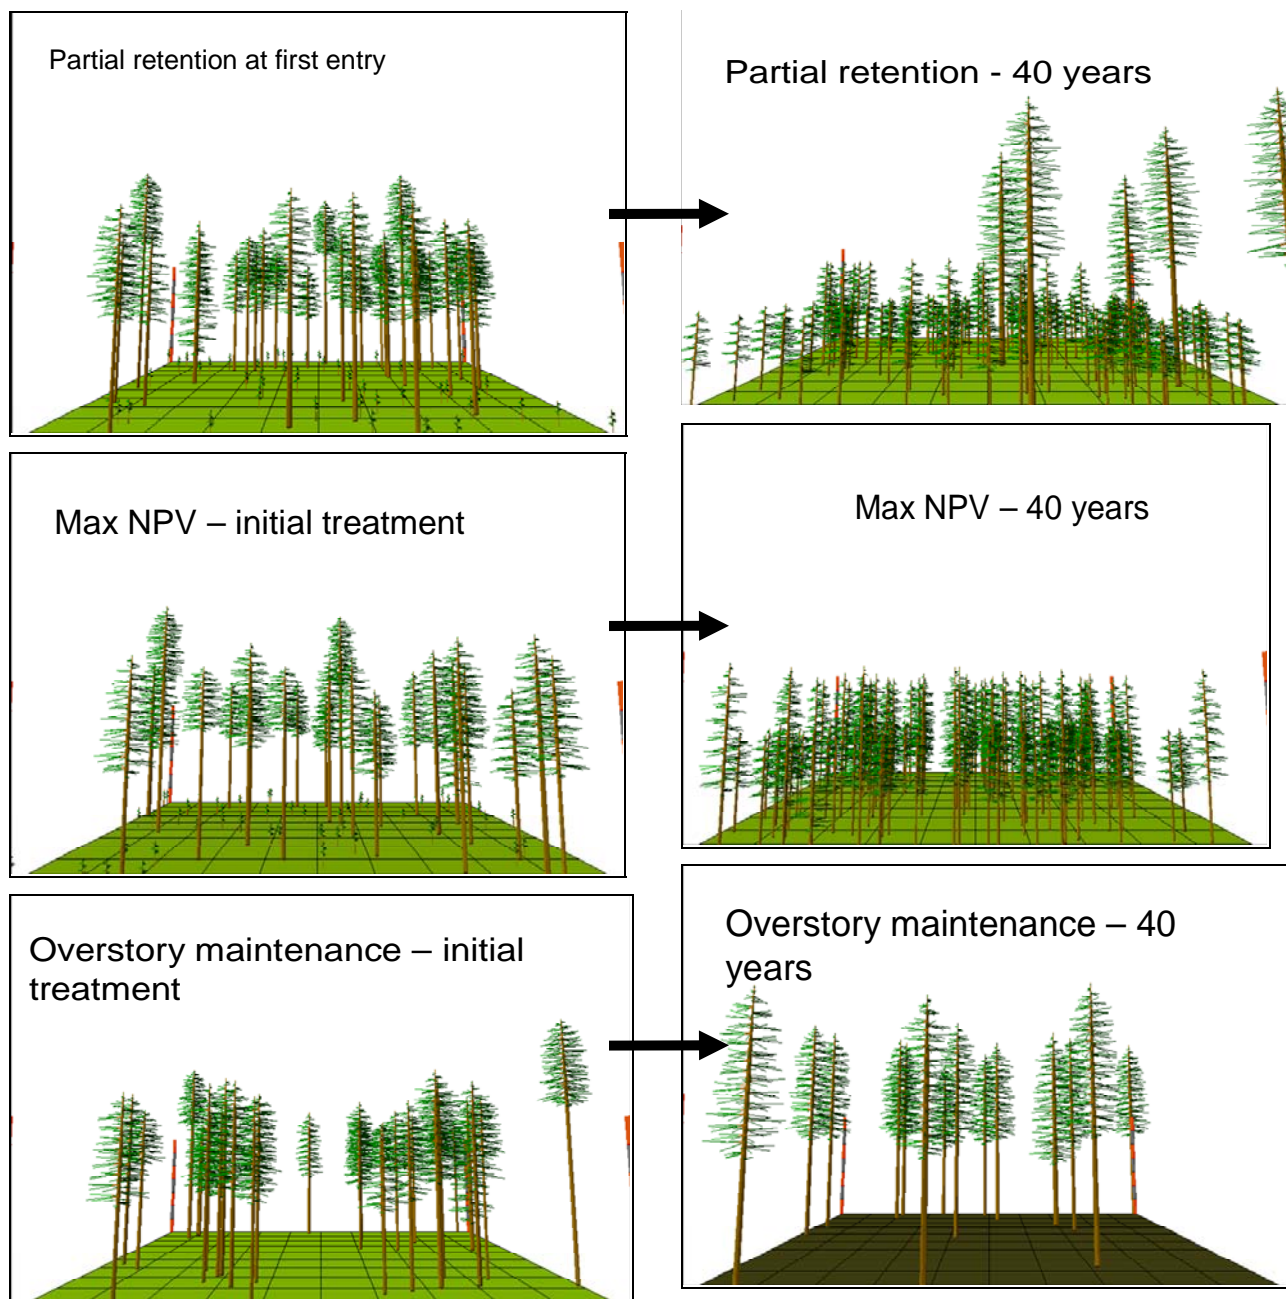 Partial retention at first entry
Partial retention - 40 years
Max NPV – initial treatment
Max NPV – 40 years
Overstory maintenance – initial
treatment
Overstory maintenance – 40
years